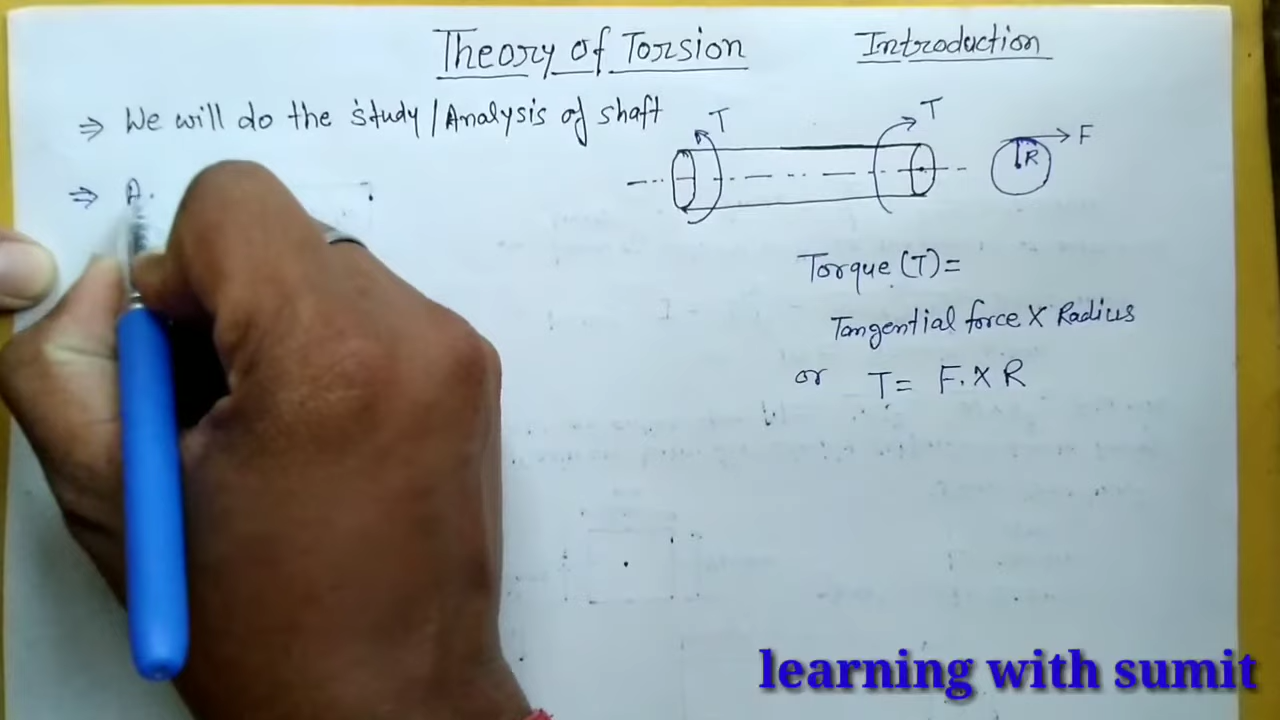 Theory of Torsion
Introduction
⇒ We will do the study/Analysis of shaft
T
T
F
R
⇒ A
Torque (T) =
Tangential force X Radius
or T = F. X R
learning with sumit